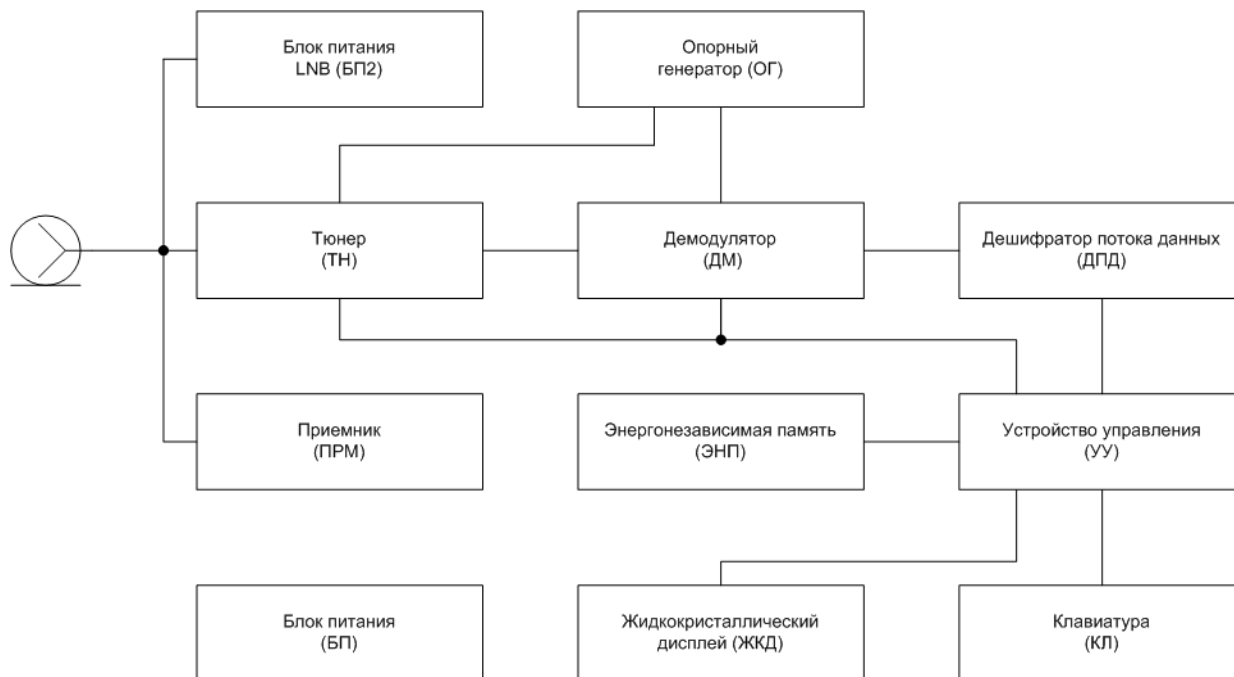 Блок питания
LNB (БП2)
Опорный
генератор (ОГ)
Тюнер
(ТН)
Демодулятор
(ДМ)
Дешифратор потока данных
(ДПД)
Приемник
(ПРМ)
Энергонезависимая память
(ЭНП)
Устройство управления
(УУ)
Блок питания
(БП)
Жидкокристаллический
дисплей (ЖКД)
Клавиатура
(КЛ)